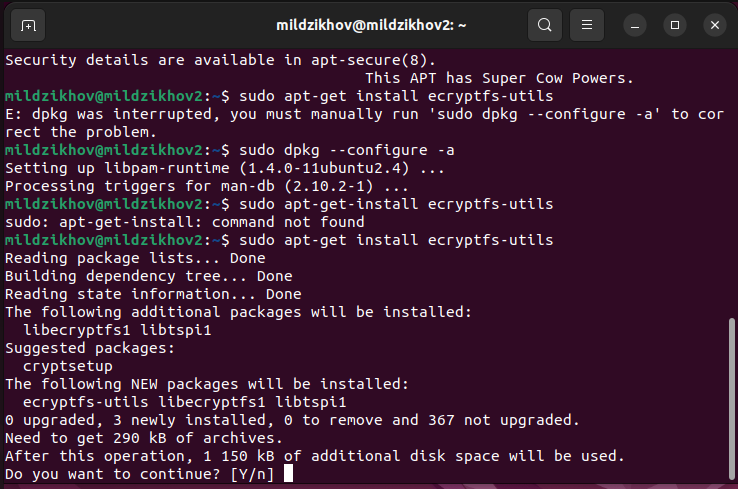 mildzikhov@mildzikhov2: ~
Security details are available in apt-secure(8).
This APT has Super Cow Powers.
mildzikhov@mildzikhov2:~$ sudo apt-get install ecryptfs-utils
E: dpkg was interrupted, you must manually run 'sudo dpkg --configure -a' to cor
rect the problem.
mildzikhov@mildzikhov2:~$ sudo dpkg --configure -a
Setting up libpam-runtime (1.4.0-11ubuntu2.4) ...
Processing triggers for man-db (2.10.2-1) ...
mildzikhov@mildzikhov2:~$ sudo apt-get-install ecryptfs-utils
sudo: apt-get-install: command not found
mildzikhov@mildzikhov2:~$ sudo apt-get install ecryptfs-utils
Reading package lists... Done
Building dependency tree... Done
Reading state information... Done
The following additional packages will be installed:
  libecryptfs1 libtspi1
Suggested packages:
  cryptsetup
The following NEW packages will be installed:
  ecryptfs-utils libecryptfs1 libtspi1
0 upgraded, 3 newly installed, 0 to remove and 367 not upgraded.
Need to get 290 kB of archives.
After this operation, 1 150 kB of additional disk space will be used.
Do you want to continue? [Y/n]